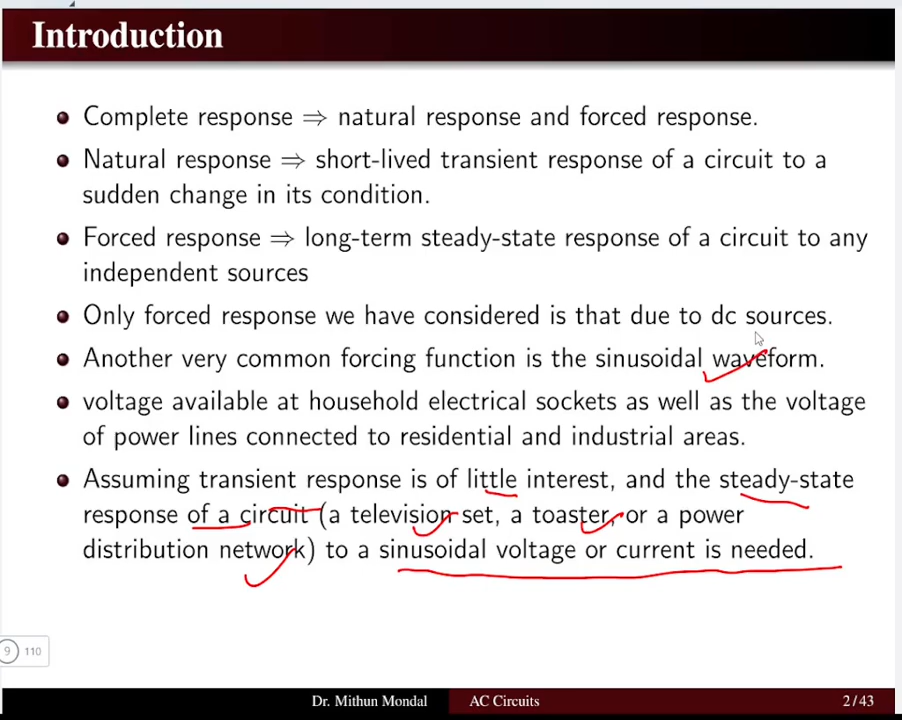 Introduction
Complete response ⇒ natural response and forced response.
Natural response ⇒ short-lived transient response of a circuit to a
sudden change in its condition.
Forced response ⇒ long-term steady-state response of a circuit to any
independent sources
Only forced response we have considered is that due to dc sources.
Another very common forcing function is the sinusoidal waveform.
voltage available at household electrical sockets as well as the voltage
of power lines connected to residential and industrial areas.
Assuming transient response is of little interest, and the steady-state
response of a circuit (a television set, a toaster, or a power
distribution network) to a sinusoidal voltage or current is needed.
9 110
Dr. Mithun Mondal AC Circuits 2/43